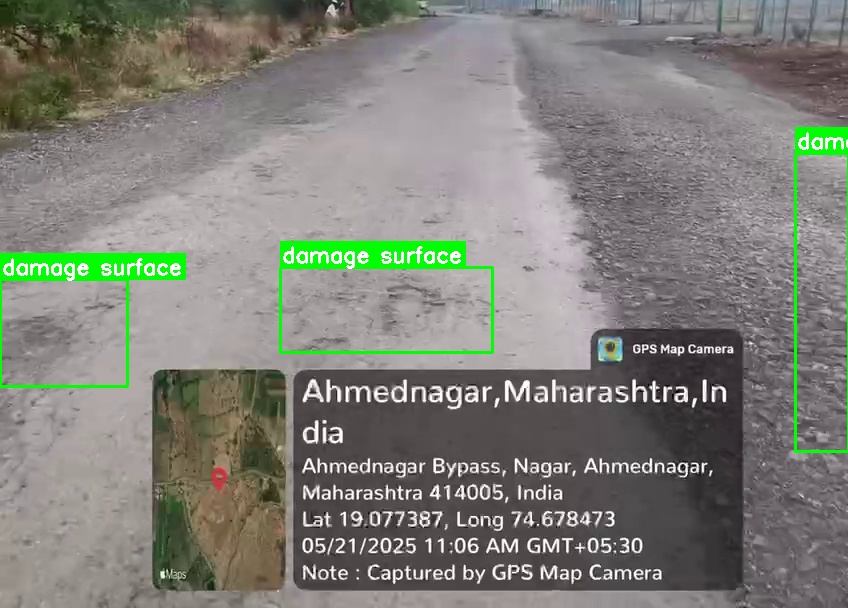 dama
damage surface
damage surface
GPS Map Camera
Ahmednagar,Maharashtra,In
dia
Ahmednagar Bypass, Nagar, Ahmednagar,
Maharashtra 414005, India
Lat 19.077387, Long 74.678473
05/21/2025 11:06 AM GMT+05:30
Note : Captured by GPS Map Camera
Maps